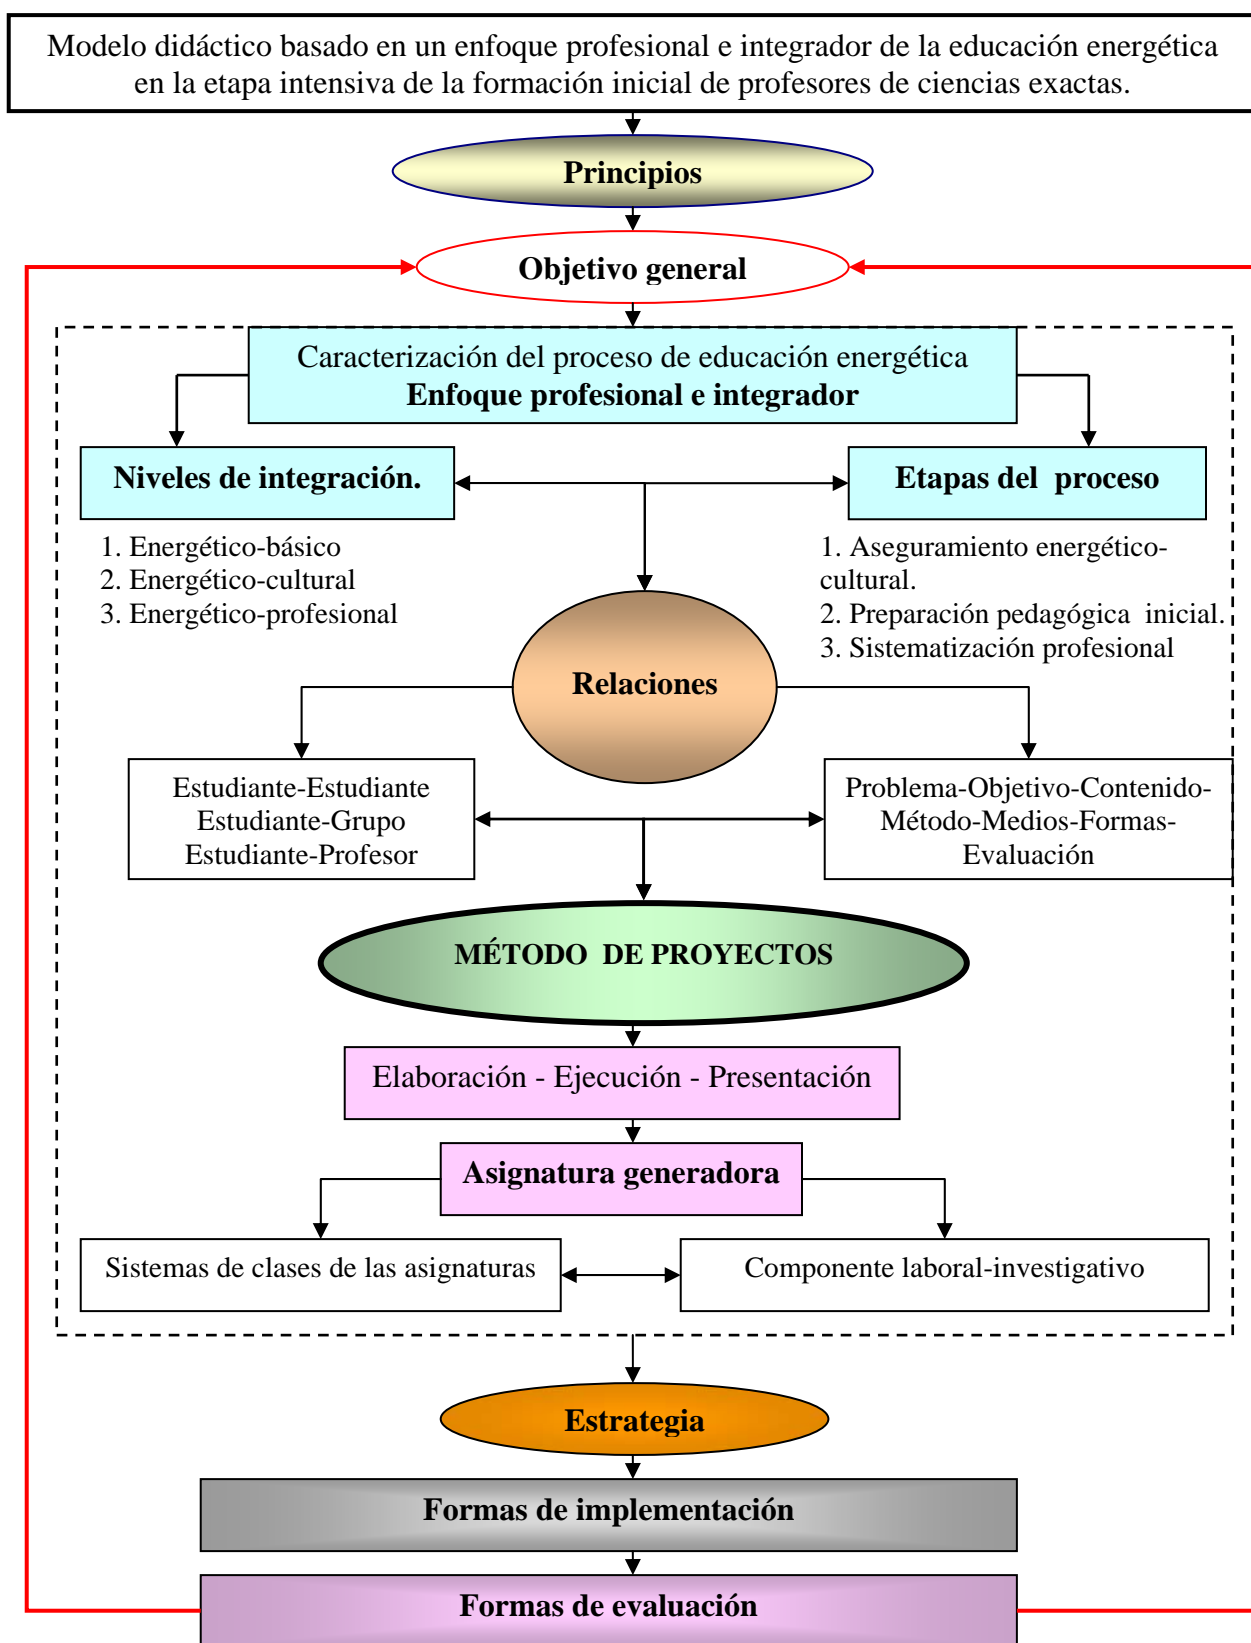 Modelo didáctico basado en un enfoque profesional e integrador de la educación energética
en la etapa intensiva de la formación inicial de profesores de ciencias exactas.
Principios
Objetivo general
Caracterización del proceso de educación energética
Enfoque profesional e integrador
Niveles de integración.
Etapas del proceso
1. Energético-básico
2. Energético-cultural
3. Energético-profesional
1. Aseguramiento energético-
cultural.
2. Preparación pedagógica inicial.
3. Sistematización profesional
Relaciones
Estudiante-Estudiante
Estudiante-Grupo
Estudiante-Profesor
Problema-Objetivo-Contenido-
Método-Medios-Formas-
Evaluación
MÉTODO DE PROYECTOS
Elaboración - Ejecución - Presentación
Asignatura generadora
Sistemas de clases de las asignaturas
Componente laboral-investigativo
Estrategia
Formas de implementación
Formas de evaluación